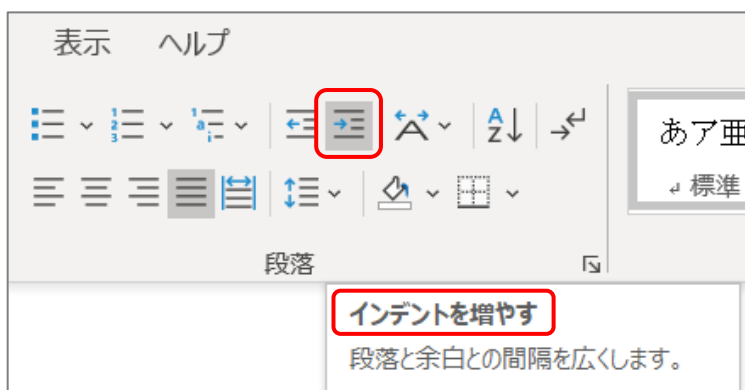 表示 ヘルプ
あア亜
標準
段落
インデントを増やす
段落と余白との間隔を広くします。